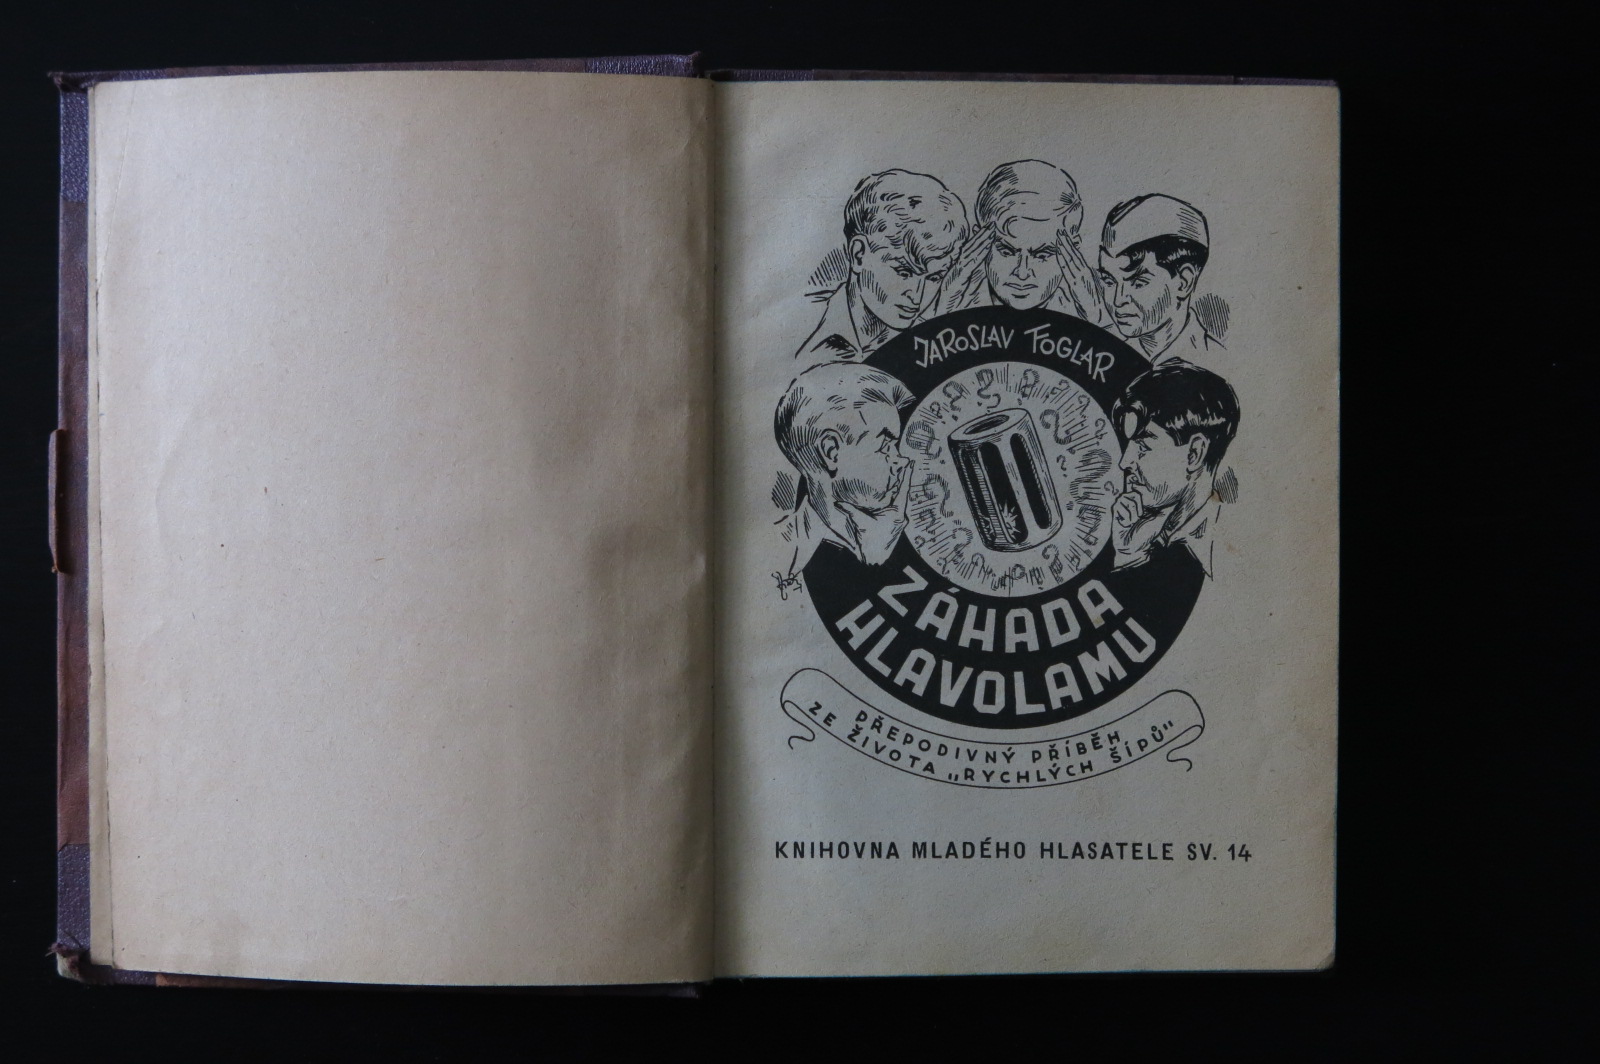 JAROSLAV FOGLAR
ZÁHADA
HLAVOLAMU
PŘEPODIVNÝ PŘÍBĚH
ZE ŽIVOTA „RYCHLÝCH ŠÍPŮ"
KNIHOVNA MLADÉHO HLASATELE SV. 14